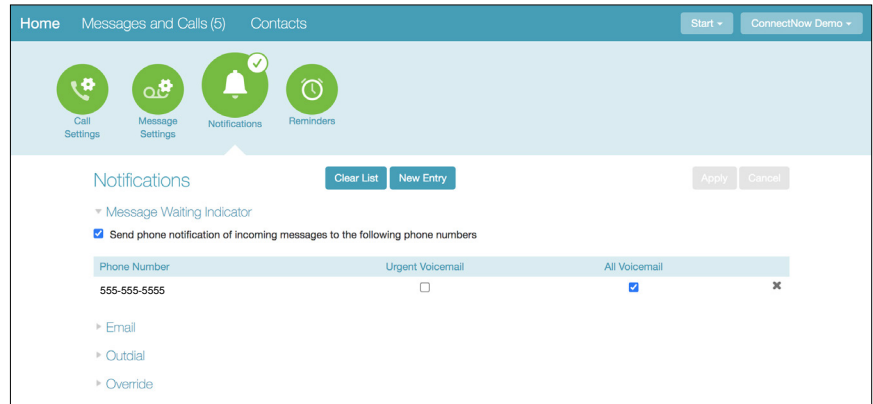 Home Messages and Calls (5) Contacts Start ConnectNow Demo
Call Settings
Message Settings
Notifications
Reminders
Notifications Clear List New Entry Apply Cancel
Message Waiting Indicator
Send phone notification of incoming messages to the following phone numbers
Phone Number Urgent Voicemail All Voicemail
555-555-5555
Email
Outdial
Override